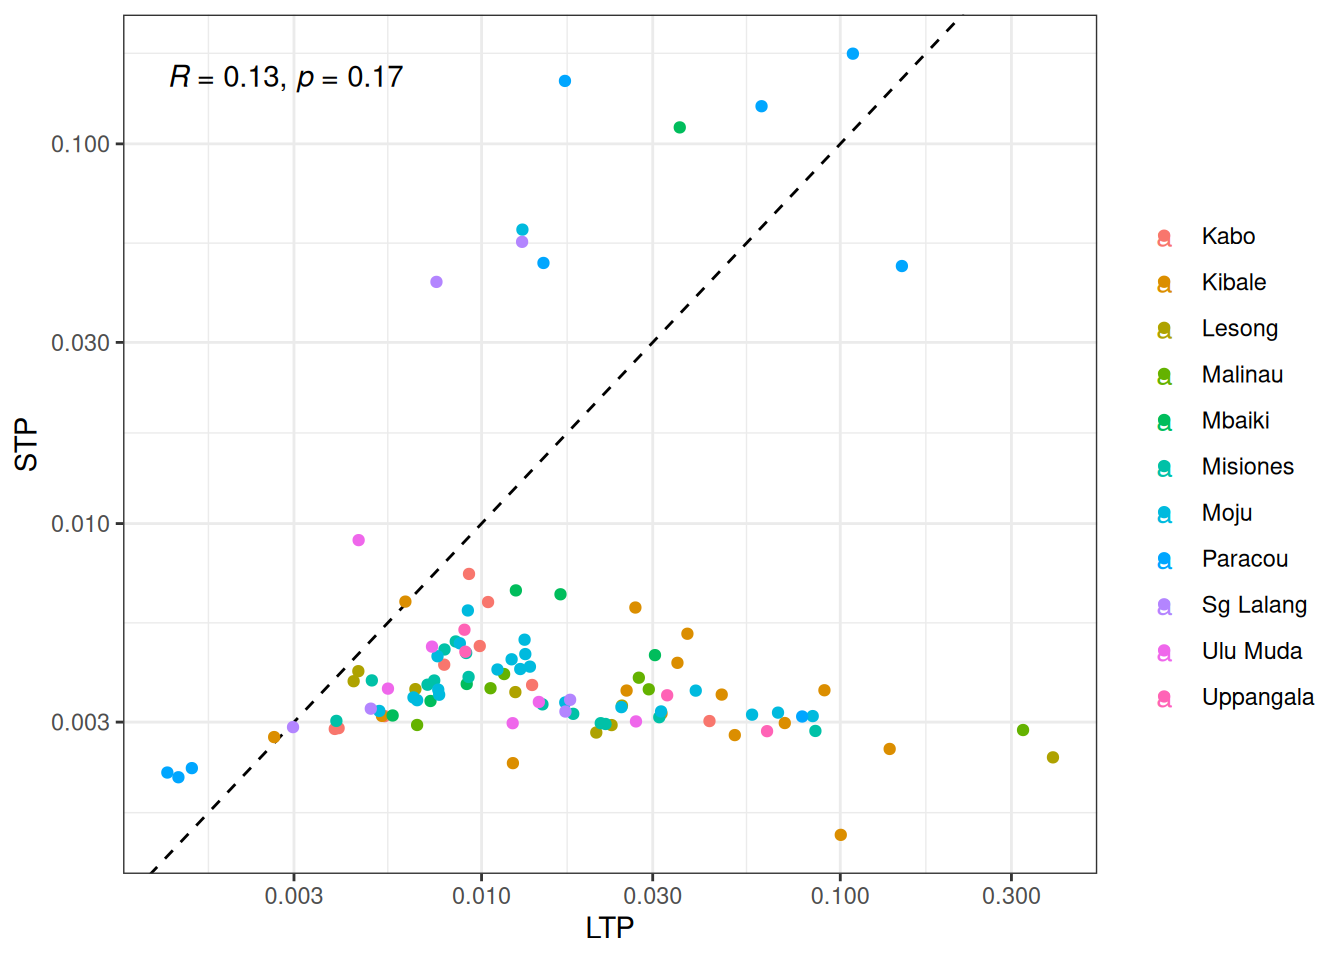 R = 0.13, p = 0.17
0.100
0.030
0.010
0.003
STP
0.003
0.010
0.030
0.100
0.300
LTP
a Kabo
a Kibale
a Lesong
a Malinau
a Mbaiki
a Misiones
a Moju
a Paracou
a Sg Lalang
a Ulu Muda
a Uppangala